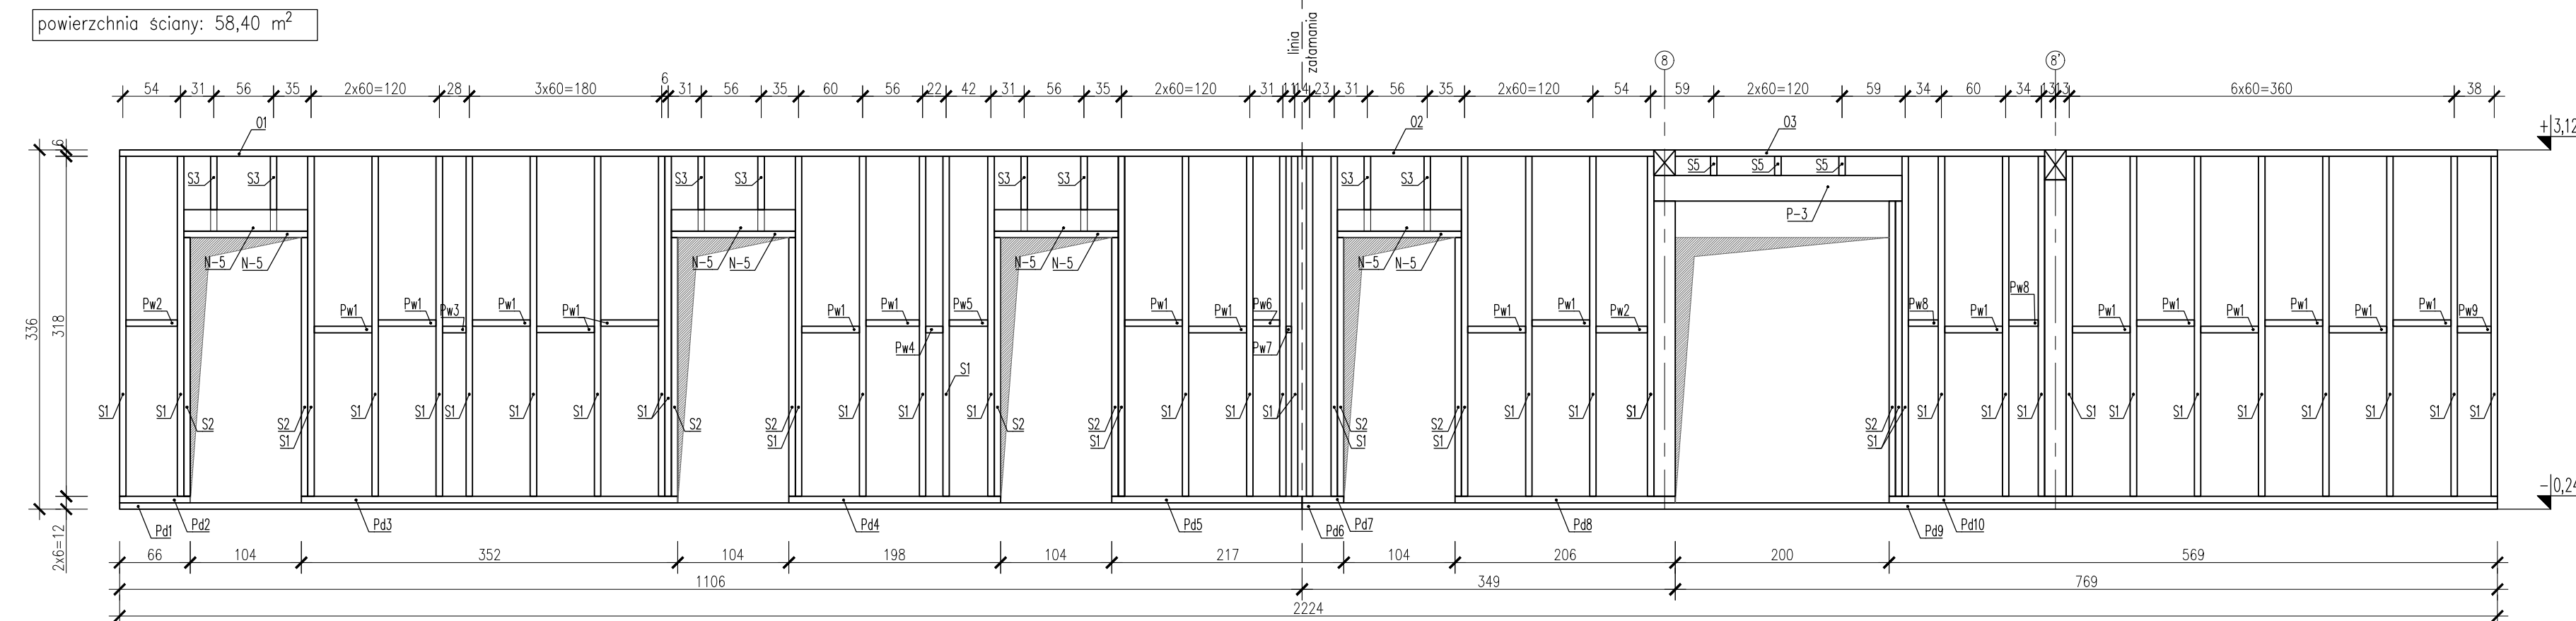 powierzchnia ściany: 58,40 m²
linia
załamania
8
8'
54 31 56 35 2x60=120 28 3x60=180 6 31 56 35 60 56 22 42 31 56 35 2x60=120 31 11 14 23 31 56 35 2x60=120 54 59 2x60=120 59 34 60 34 13 13 6x60=360 38
O1 O2 O3
+3,12
6
318
336
2x6=12
S3 S3 S3 S3 S3 S3 S3 S3 S5 S5 S5
P-3
N-5 N-5 N-5 N-5 N-5 N-5 N-5 N-5
Pw2 Pw1 Pw1 Pw3 Pw1 Pw1 Pw1 Pw1 Pw4 Pw5 Pw1 Pw1 Pw6 Pw7 Pw1 Pw1 Pw2 Pw8 Pw1 Pw8 Pw1 Pw1 Pw1 Pw1 Pw1 Pw1 Pw9
S1
S1 S1 S2 S2 S1 S1 S1 S1 S1 S1 S1 S2 S2 S1 S1 S1 S1 S2 S2 S1 S1 S1 S1 S2 S1 S2 S1 S1 S1 S1 S2 S1 S1 S1 S1 S1 S1 S1 S1 S1 S1 S1 S1
-0,24
Pd1 Pd2 Pd3 Pd4 Pd5 Pd6 Pd7 Pd8 Pd9 Pd10
66 104 352 104 198 104 217 104 206 200 569
1106 349 769
2224